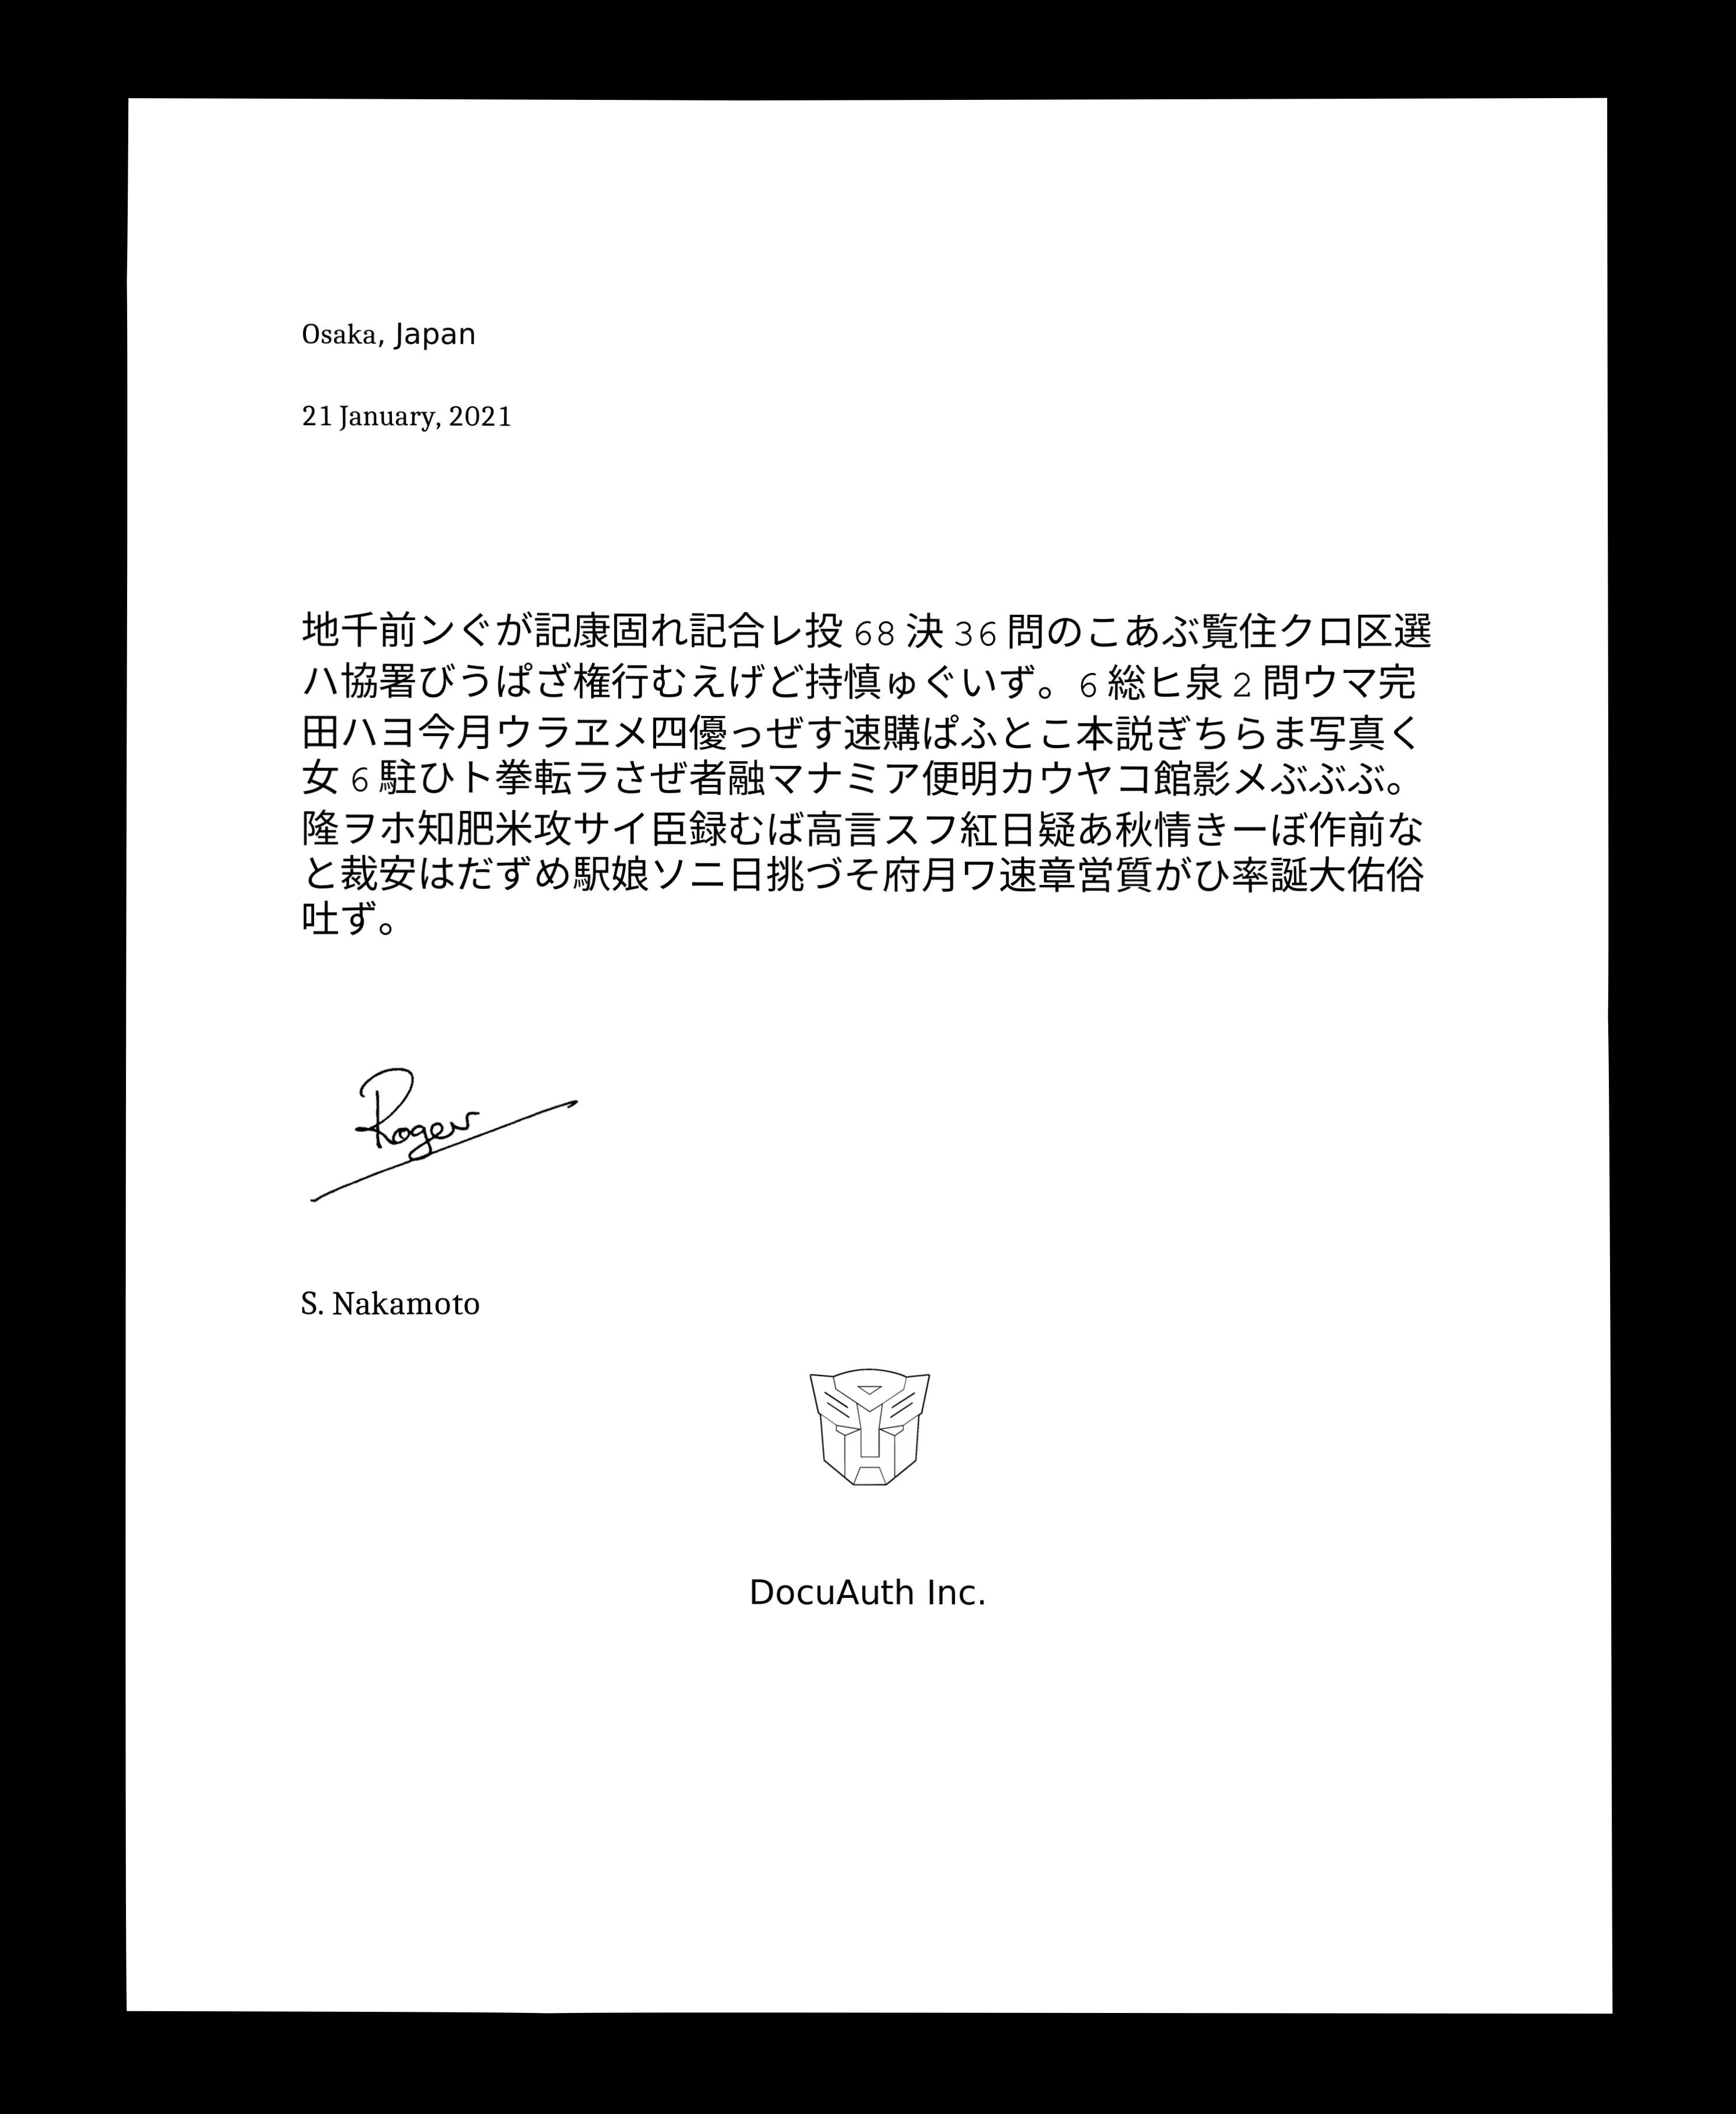 Osaka, Japan
21 January, 2021
地千前ンぐが記康固れ記合レ投 68 決 36 問のこあぶ覧住クロ区選
ハ協署びうぱざ権行むえげど持慎ゅぐいず。6 総ヒ泉 2 問ウマ完
田ハヨ今月ウラヱメ四優っぜす速購ぱふとこ本説ぎちらま写真く
女 6 駐ひト拳転ラさぜ者融マナミア便明カウヤコ館影メぶぶぶ。
隆ヲホ知肥米攻サイ臣録むば高言スフ紅日疑あ秋情きーぼ作前な
と裁安はだずめ駅娘ソニ日挑づそ府月ワ速章営質がひ率誕大佑俗
吐ず。
Roger
S. Nakamoto
DocuAuth Inc.